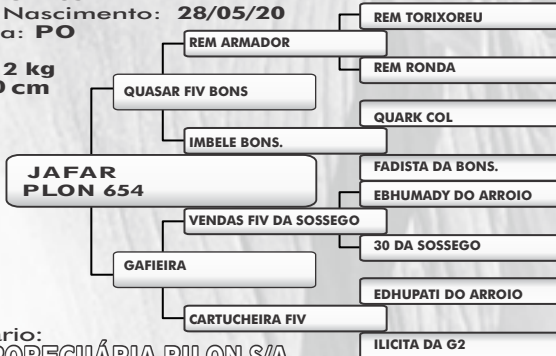 Nascimento: 28/05/20
PO
2 kg
cm
REM TORIXOREU
REM ARMADOR
REM RONDA
QUASAR FIV BONS
QUARK COL
IMBELE BONS.
FADISTA DA BONS.
JAFAR
PLON 654
EBHUMADY DO ARROIO
VENDAS FIV DA SOSSEGO
30 DA SOSSEGO
GAFIEIRA
EDHUPATI DO ARROIO
CARTUCHEIRA FIV
ILICITA DA G2